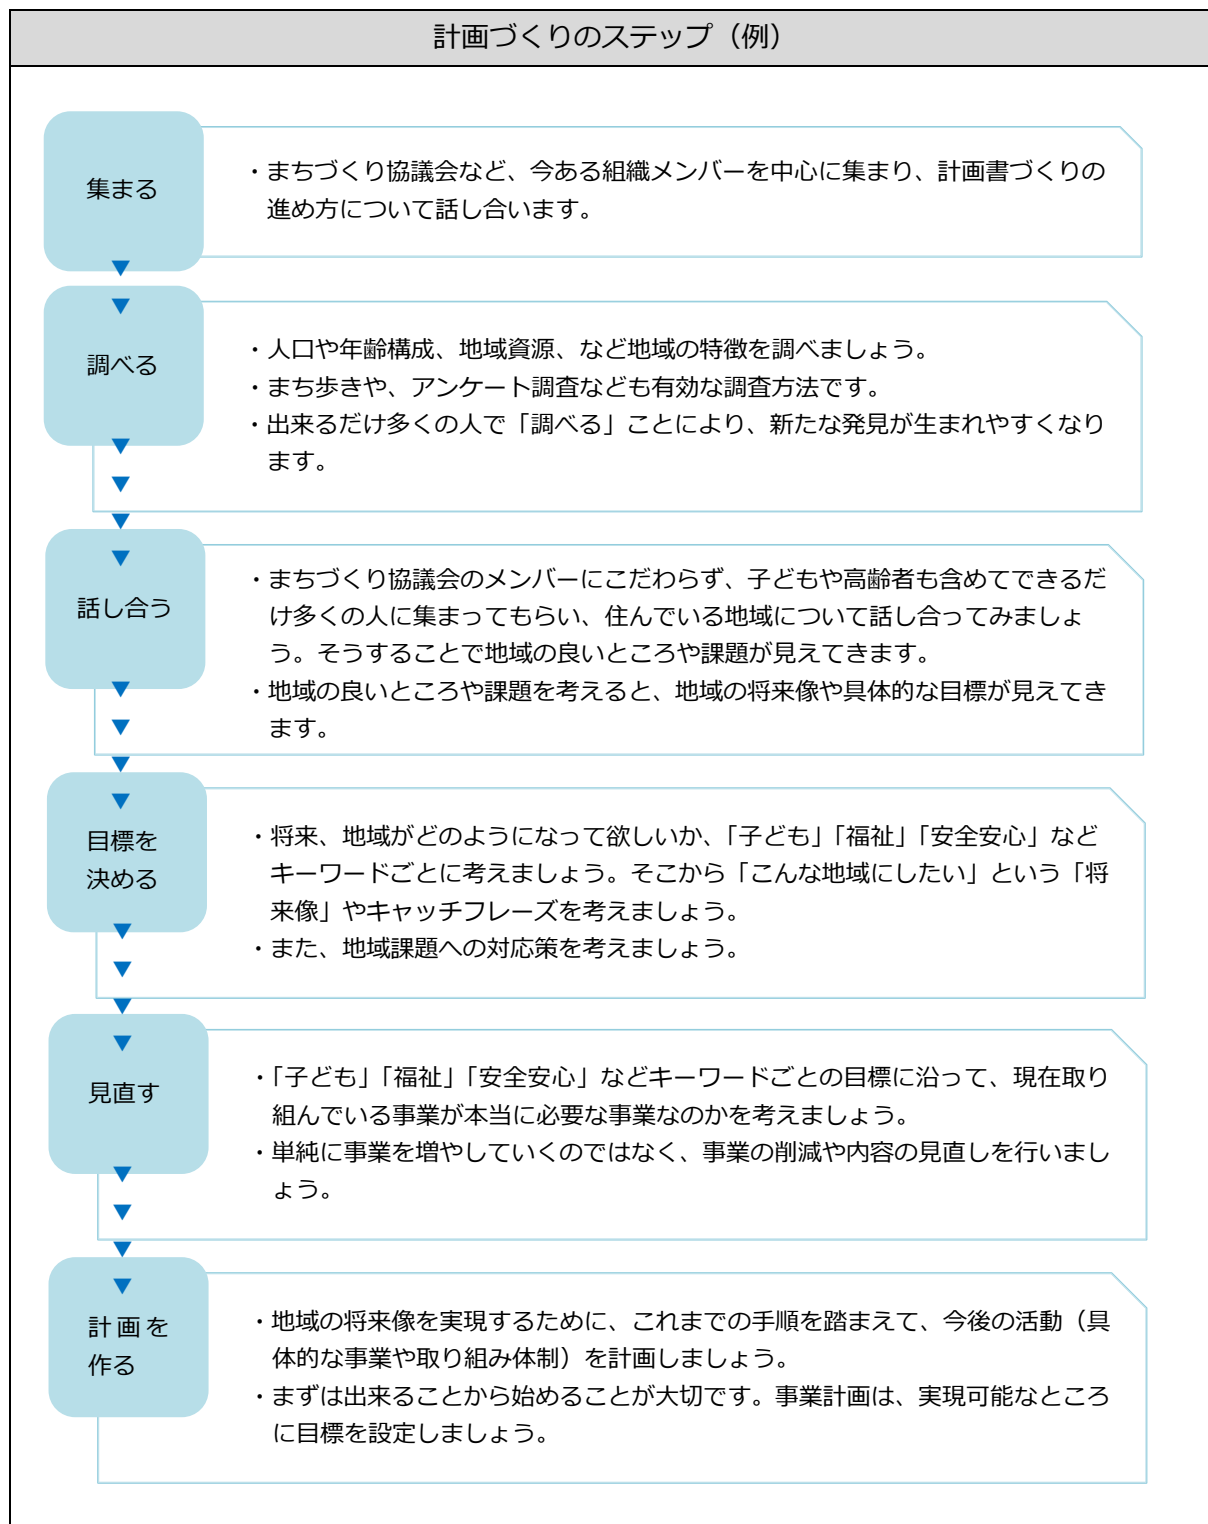 計画づくりのステップ（例）
集まる
・まちづくり協議会など、今ある組織メンバーを中心に集まり、計画書づくりの
進め方について話し合います。
調べる
・人口や年齢構成、地域資源、など地域の特徴を調べましょう。
・まち歩きや、アンケート調査なども有効な調査方法です。
・出来るだけ多くの人で「調べる」ことにより、新たな発見が生まれやすくなり
ます。
話し合う
・まちづくり協議会のメンバーにこだわらず、子どもや高齢者も含めてできるだ
け多くの人に集まってもらい、住んでいる地域について話し合ってみましょ
う。そうすることで地域の良いところや課題が見えてきます。
・地域の良いところや課題を考えると、地域の将来像や具体的な目標が見えてき
ます。
目標を
決める
・将来、地域がどのようになって欲しいか、「子ども」「福祉」「安全安心」など
キーワードごとに考えましょう。そこから「こんな地域にしたい」という「将
来像」やキャッチフレーズを考えましょう。
・また、地域課題への対応策を考えましょう。
見直す
・「子ども」「福祉」「安全安心」などキーワードごとの目標に沿って、現在取り
組んでいる事業が本当に必要な事業なのかを考えましょう。
・単純に事業を増やしていくのではなく、事業の削減や内容の見直しを行いまし
ょう。
計画を
作る
・地域の将来像を実現するために、これまでの手順を踏まえて、今後の活動（具
体的な事業や取り組み体制）を計画しましょう。
・まずは出来ることから始めることが大切です。事業計画は、実現可能なところ
に目標を設定しましょう。